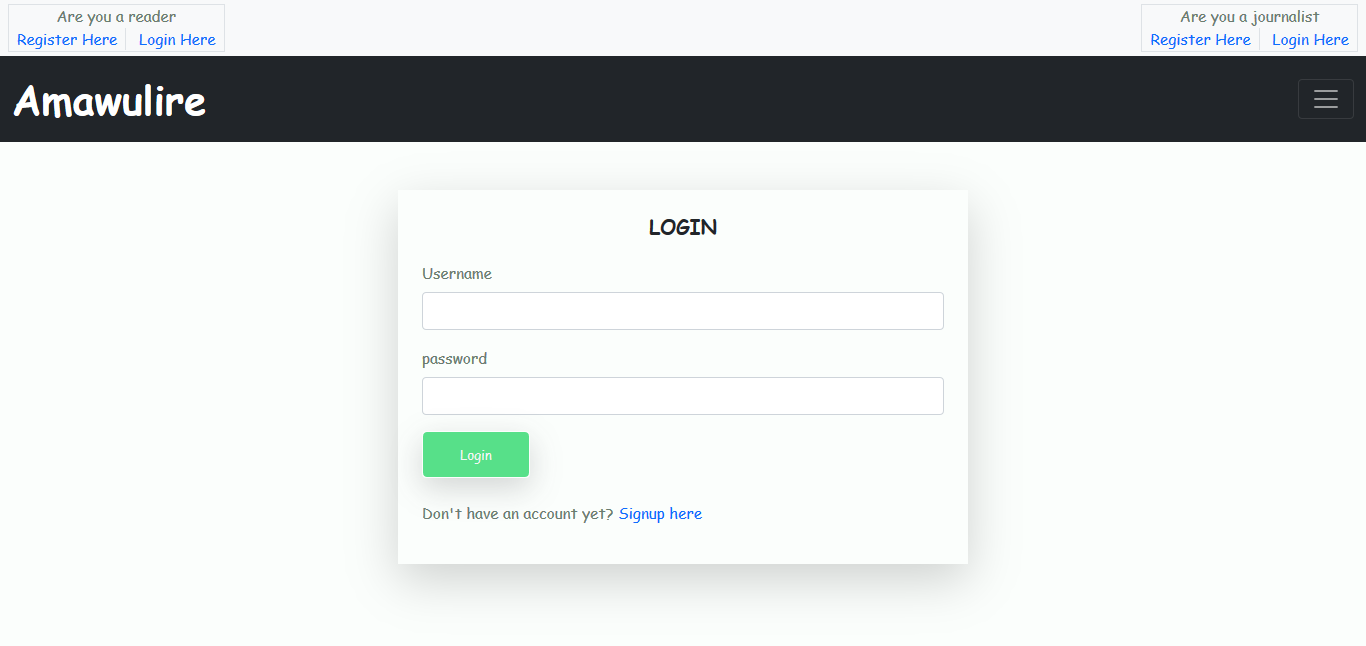 Are you a reader
Register Here Login Here
Are you a journalist
Register Here Login Here
Amawulire
LOGIN
Username
password
Login
Don't have an account yet? Signup here